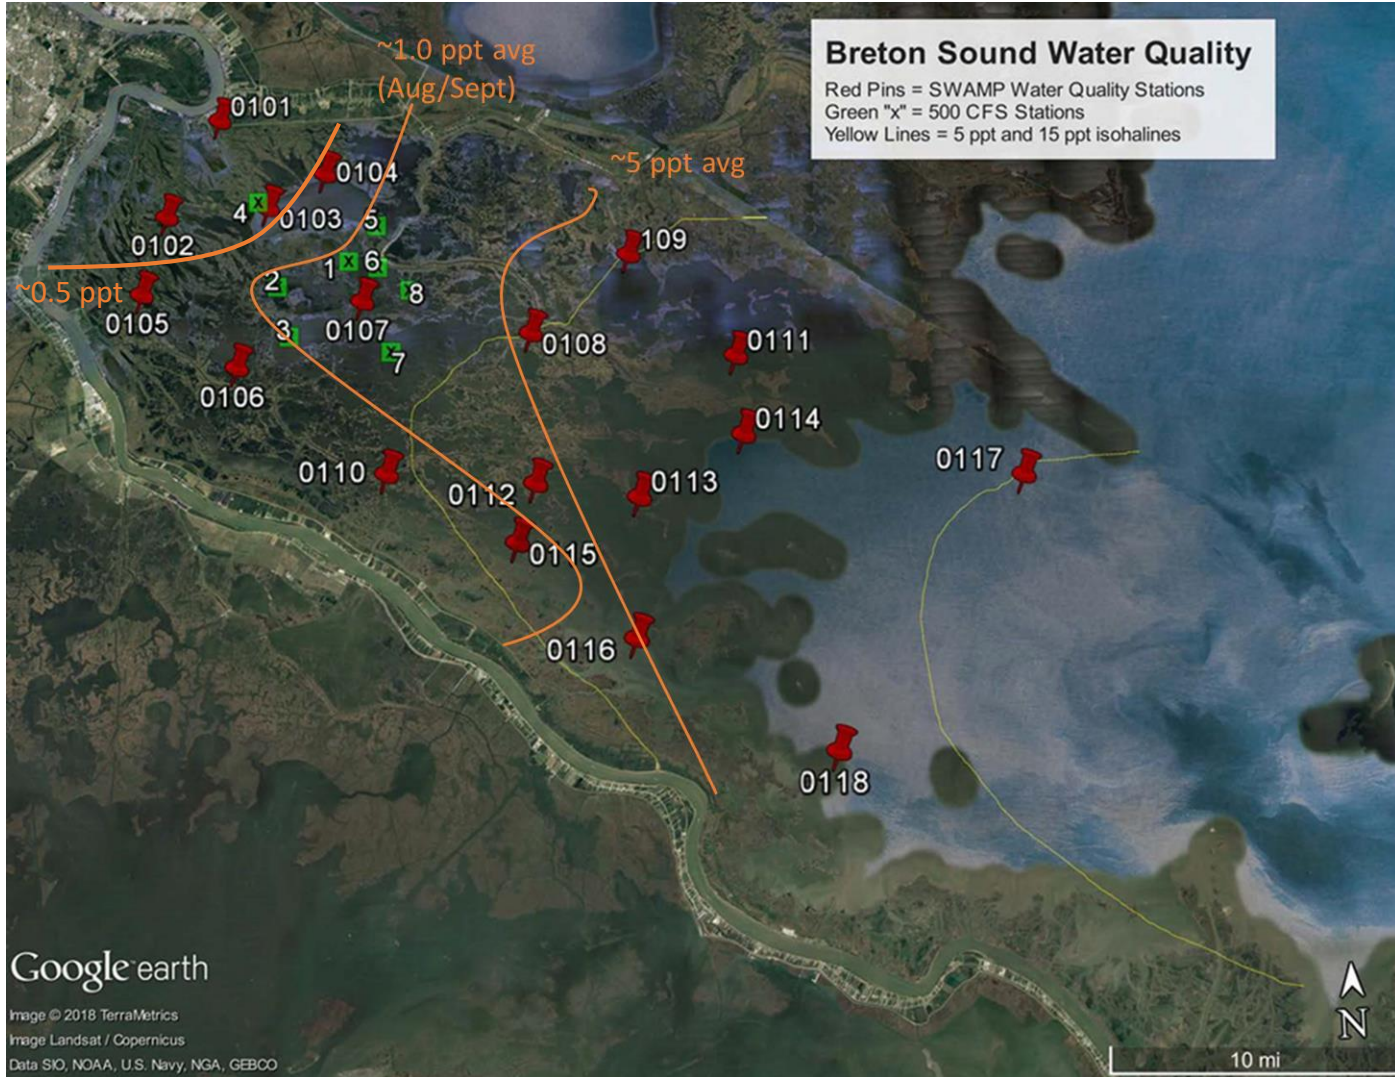 ~1.0 ppt avg
(Aug/Sept)
Breton Sound Water Quality
Red Pins = SWAMP Water Quality Stations
Green "x" = 500 CFS Stations
Yellow Lines = 5 ppt and 15 ppt isohalines
0101
~5 ppt avg
0104
x
4
0103
5
x
0102
109
1
x
6
x
2
x
8
x
~0.5 ppt
0105
0107
3
x
0108
0111
x
7
0106
0114
0110
0117
0112
0113
0115
0116
0118
Google earth
Image © 2018 TerraMetrics
Image Landsat / Copernicus
Data SIO, NOAA, U.S. Navy, NGA, GEBCO
N
10 mi